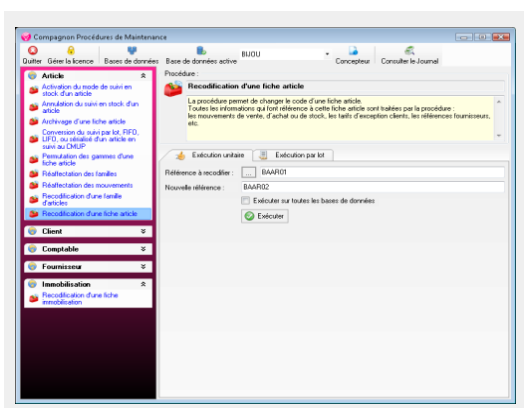 Compagnon Procédures de Maintenance
BIJOU
Quitter Gérer la licence Bases de données Base de données active Concepteur Consulter le Journal
Article
Activation du mode de suivi en
stock d'un article
Annulation du suivi en stock d'un
article
Archivage d'une fiche article
Conversion du suivi par lot, FIFO,
LIFO, ou sérialisé d'un article en
suivi au CMUP
Permutation des gammes d'une
fiche article
Réaffectation des familles
Réaffectation des mouvements
Recodification d'une famille
d'articles
Recodification d'une fiche article
Client
Comptable
Fournisseur
Immobilisation
Recodification d'une fiche
immobilisation
Procédure :
Recodification d'une fiche article
La procédure permet de changer le code d'une fiche article.
Toutes les informations qui font référence à cette fiche article sont traitées par la procédure :
les mouvements de vente, d'achat ou de stock, les tarifs d'exception clients, les références fournisseurs,
etc.
Exécution unitaire Exécution par lot
Référence à recodifier : ... BAAR01
Nouvelle référence : BAAR02
Exécuter sur toutes les bases de données
Exécuter